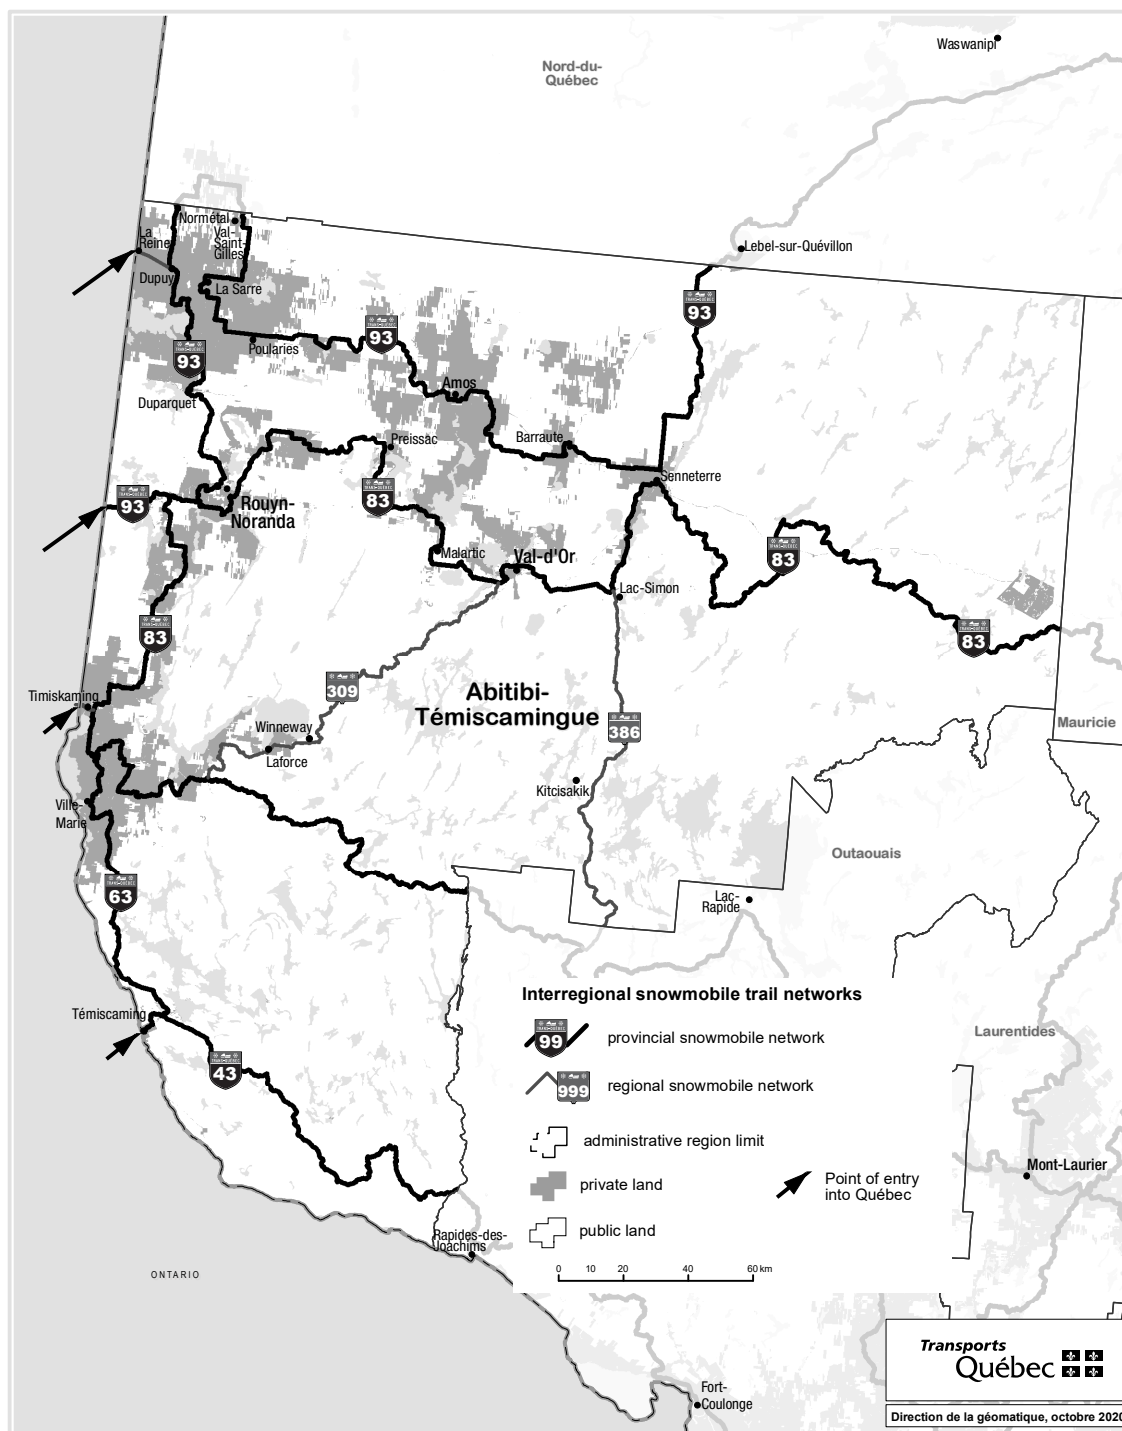 Waswanipi
Nord-du-
Québec
Normétal
La
Reine
Val-
Saint-
Gilles
Lebel-sur-Quévillon
Dupuy
La Sarre
93
93
93
Poularies
Amos
Duparquet
Preissac
Barraute
Senneterre
83
93
Rouyn-
Noranda
Malartic
Val-d'Or
83
Lac-Simon
83
83
Timiskaming
309
Abitibi-
Témiscamingue
Winneway
Laforce
386
Mauricie
Kitcisakik
Ville-
Marie
Outaouais
63
Lac-
Rapide
Interregional snowmobile trail networks
Témiscaming
99
provincial snowmobile network
Laurentides
43
999
regional snowmobile network
administrative region limit
Mont-Laurier
private land
Point of entry
into Québec
public land
Rapides-des-
Joachims
0 10 20 40 60 km
ONTARIO
Transports
Québec
Fort-
Coulonge
Direction de la géomatique, octobre 2020